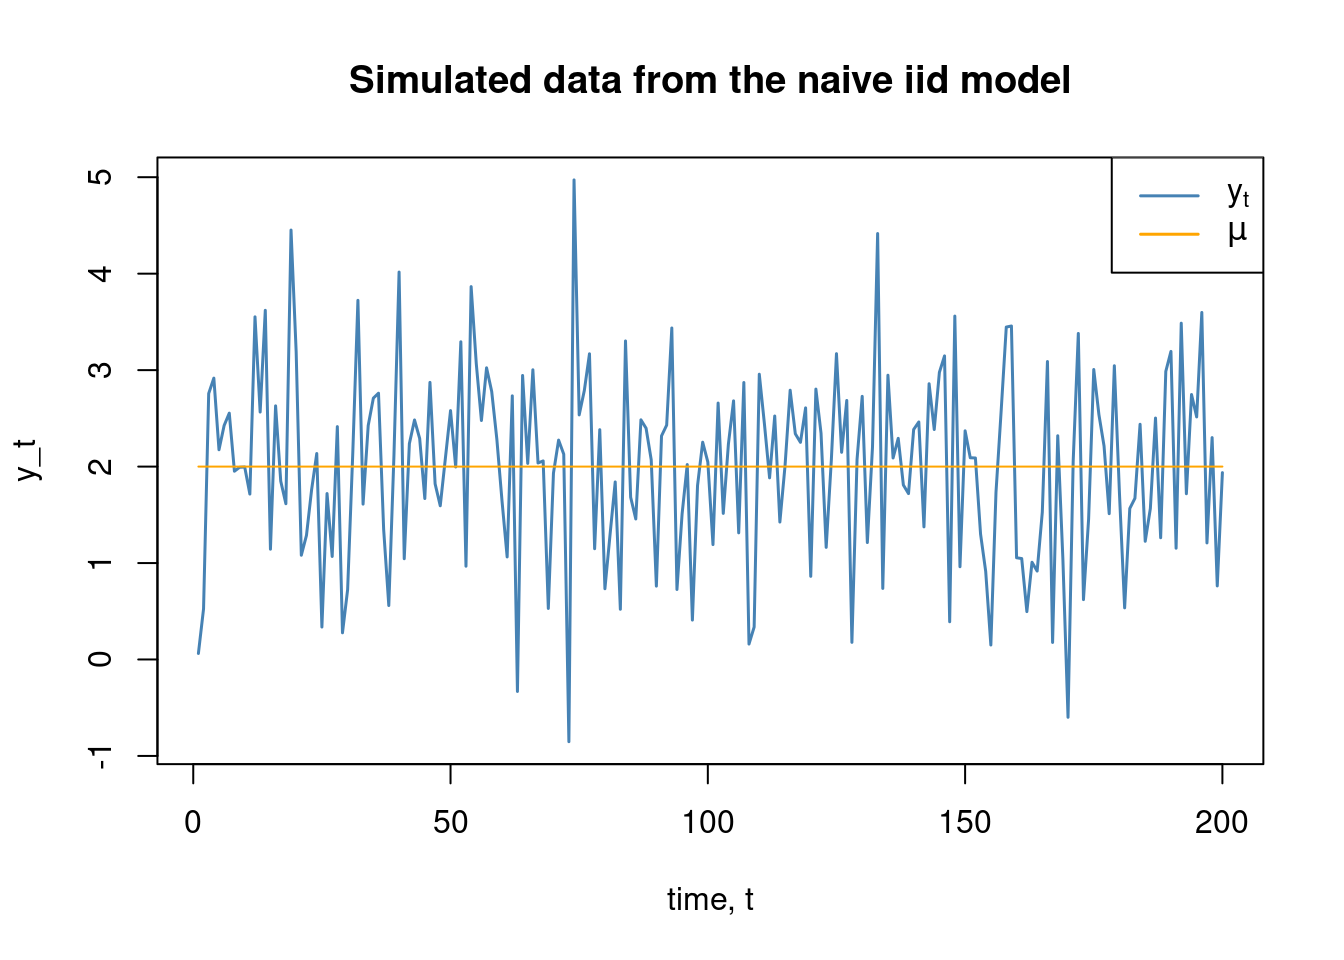 Simulated data from the naive iid model
y_t
5
4
3
2
1
0
-1
yₜ
μ
0 50 100 150 200
time, t